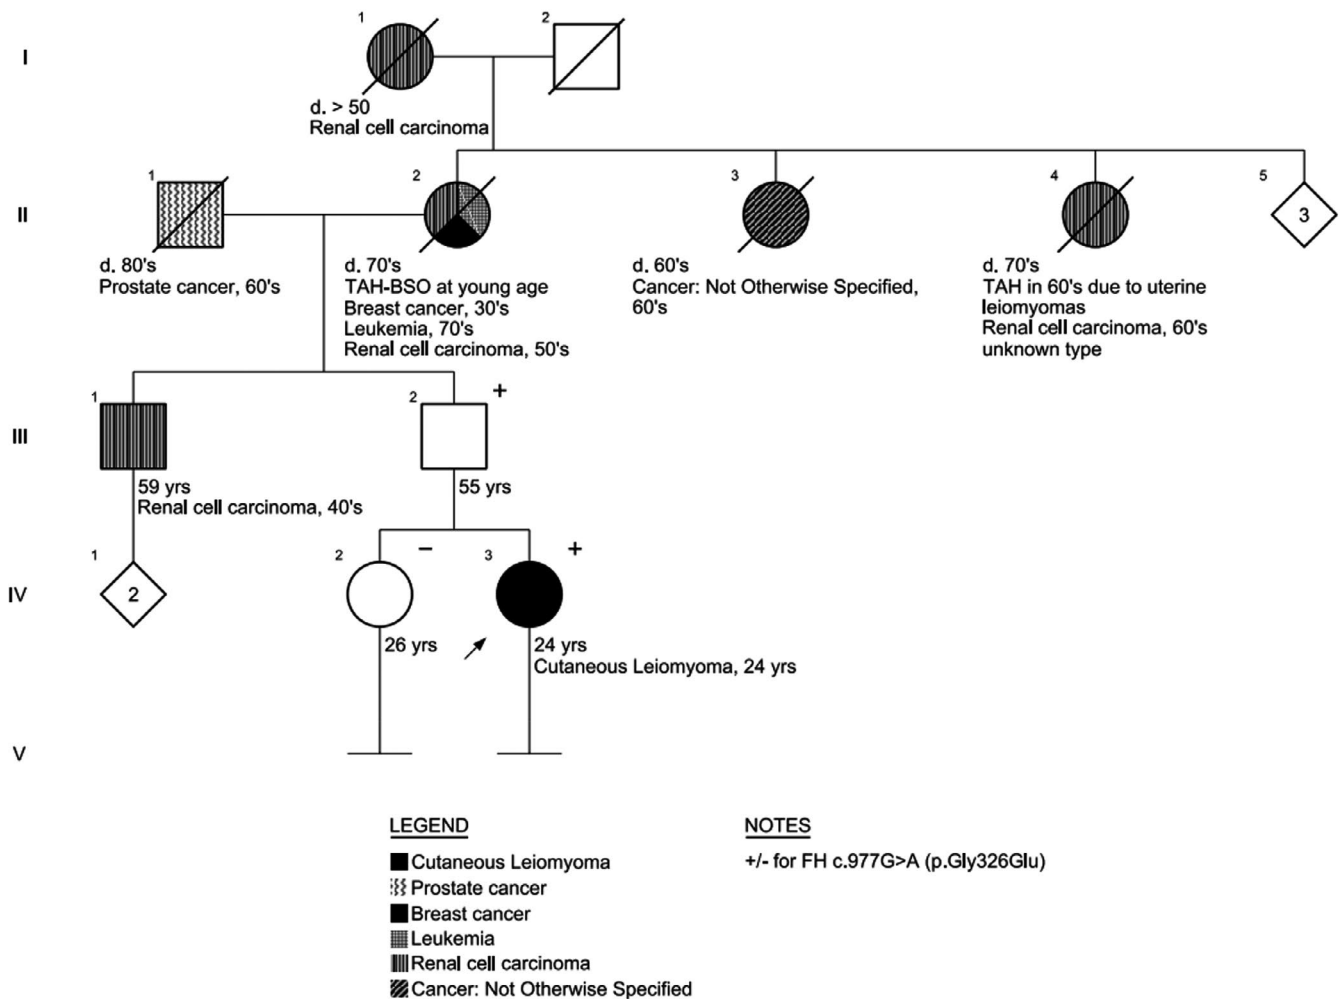 I
1
2
d. > 50
Renal cell carcinoma
II
1
2
3
4
5
3
d. 80's
Prostate cancer, 60's
d. 70's
TAH-BSO at young age
Breast cancer, 30's
Leukemia, 70's
Renal cell carcinoma, 50's
d. 60's
Cancer: Not Otherwise Specified,
60's
d. 70's
TAH in 60's due to uterine
leiomyomas
Renal cell carcinoma, 60's
unknown type
III
1
2
+
59 yrs
Renal cell carcinoma, 40's
55 yrs
IV
1
2
2
−
3
+
26 yrs
24 yrs
Cutaneous Leiomyoma, 24 yrs
V
LEGEND
Cutaneous Leiomyoma
Prostate cancer
Breast cancer
Leukemia
Renal cell carcinoma
Cancer: Not Otherwise Specified
NOTES
+/- for FH c.977G>A (p.Gly326Glu)